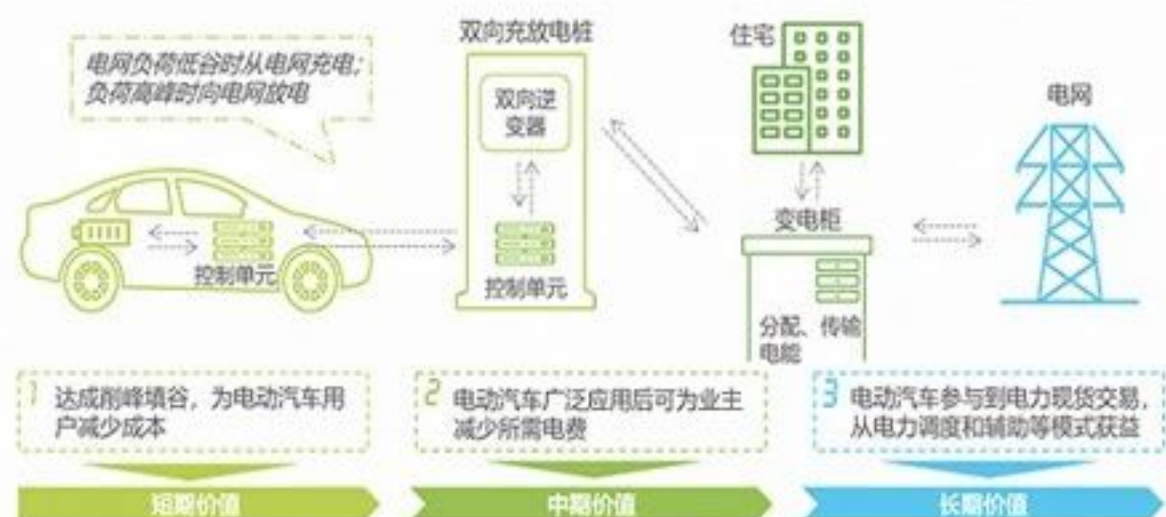 双向充放电桩
电网负荷低谷时从电网充电；
负荷高峰时向电网放电
双向逆
变器
控制单元
控制单元
住宅
变电柜
分配、传输
电能
电网
1 达成削峰填谷，为电动汽车用
户减少成本
2 电动汽车广泛应用后可为业主
减少所需电费
3 电动汽车参与到电力现货交易，
从电力调度和辅助等模式获益
短期价值
中期价值
长期价值